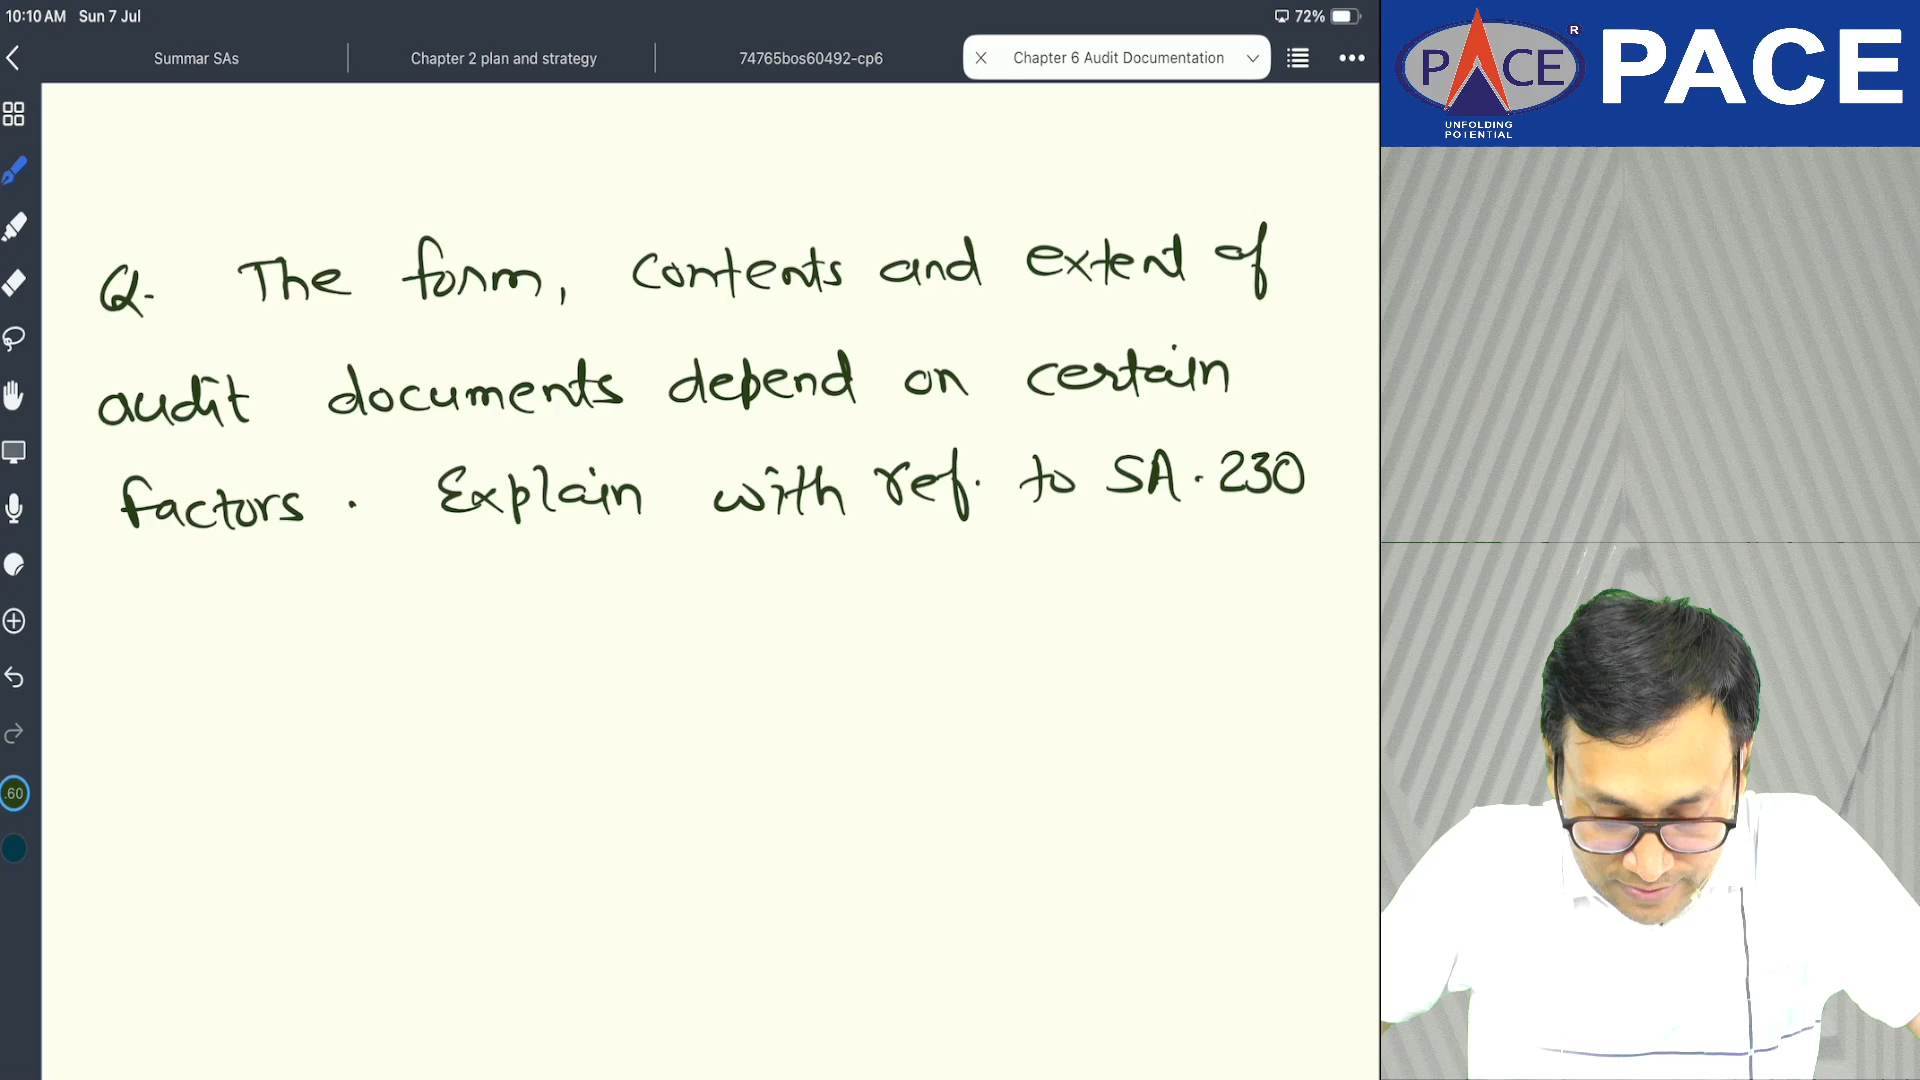 10:10 AM Sun 7 Jul
72%
Summar SAs
Chapter 2 plan and strategy
74765bos60492-cp6
Chapter 6 Audit Documentation
PACE
UNFOLDING
POTENTIAL
®
PACE
Q. The form, contents and extent of
audit documents depend on certain
factors. Explain with ref. to SA.230
.60